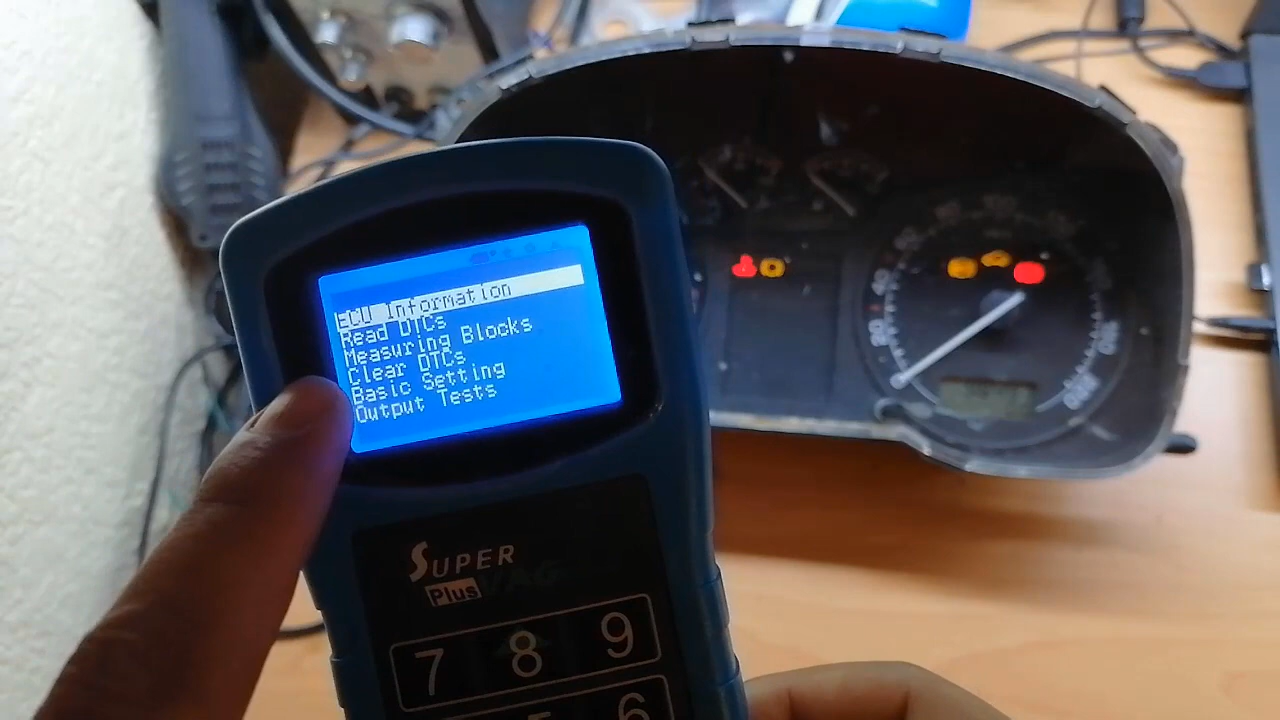 ECU Information
Read DTCs
Measuring Blocks
Clear DTCs
Basic Setting
Output Tests
SUPER
Plus VAG
7 8 9
6